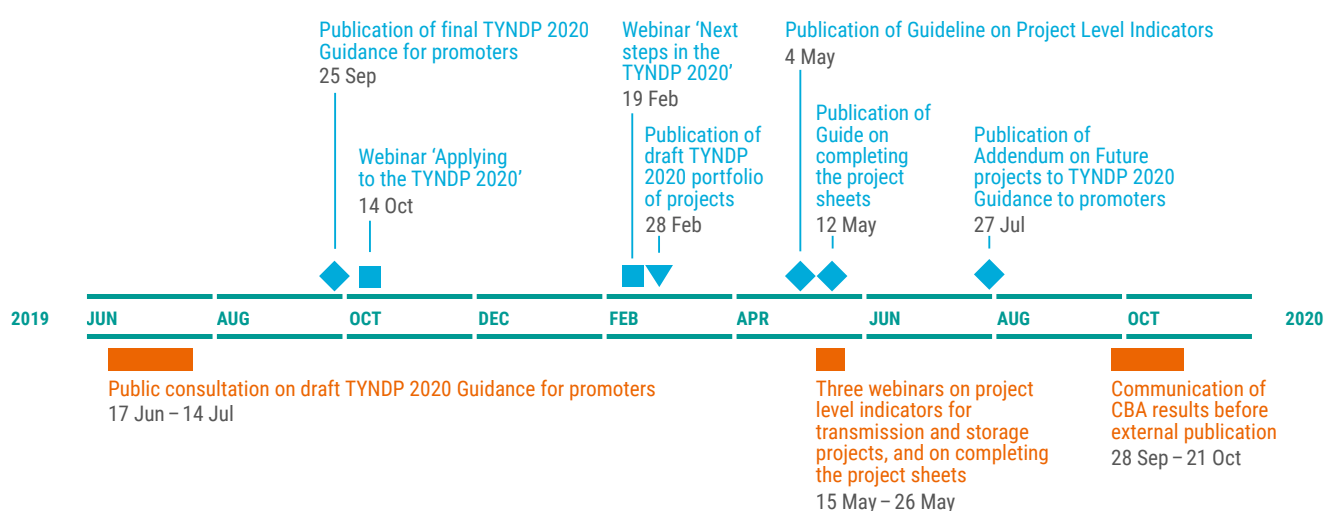 Publication of final TYNDP 2020
Guidance for promoters
25 Sep
Webinar ‘Applying
to the TYNDP 2020’
14 Oct
Webinar ‘Next
steps in the
TYNDP 2020’
19 Feb
Publication of
draft TYNDP
2020 portfolio
of projects
28 Feb
Publication of Guideline on Project Level Indicators
4 May
Publication of
Guide on
completing
the project
sheets
12 May
Publication of
Addendum on Future
projects to TYNDP 2020
Guidance to promoters
27 Jul
2019 JUN AUG OCT DEC FEB APR JUN AUG OCT 2020
Public consultation on draft TYNDP 2020 Guidance for promoters
17 Jun – 14 Jul
Three webinars on project
level indicators for
transmission and storage
projects, and on completing
the project sheets
15 May – 26 May
Communication of
CBA results before
external publication
28 Sep – 21 Oct